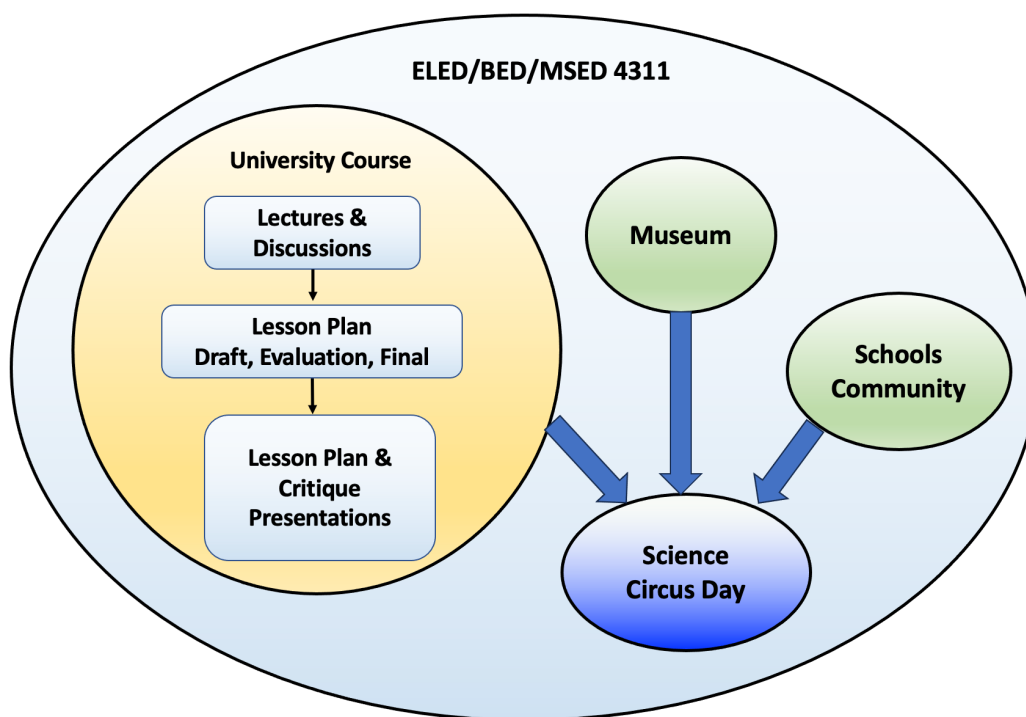 ELED/BED/MSED 4311
University Course
Lectures &
Discussions
Lesson Plan
Draft, Evaluation, Final
Lesson Plan &
Critique
Presentations
Museum
Schools
Community
Science
Circus Day